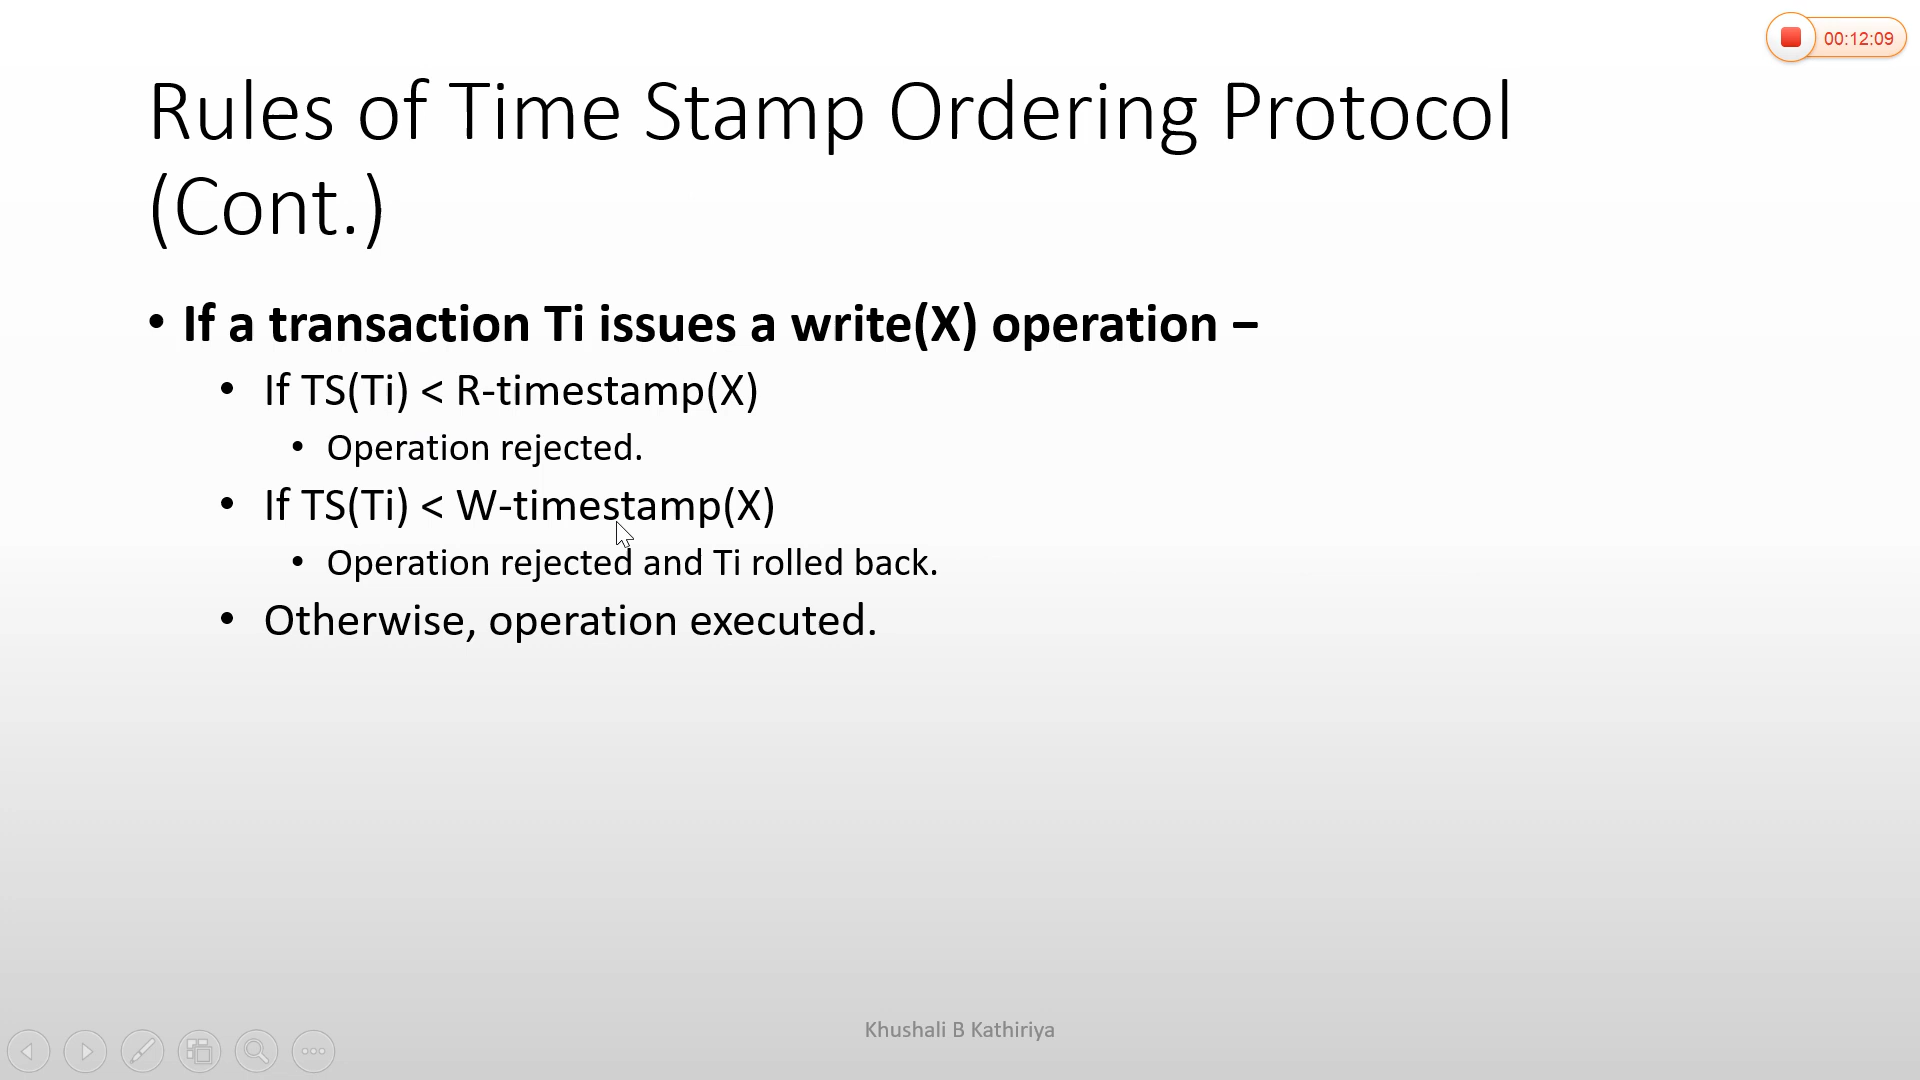 00:12:09
Rules of Time Stamp Ordering Protocol
(Cont.)
• If a transaction Ti issues a write(X) operation –
• If TS(Ti) < R-timestamp(X)
• Operation rejected.
• If TS(Ti) < W-timestamp(X)
• Operation rejected and Ti rolled back.
• Otherwise, operation executed.
Khushali B Kathiriya